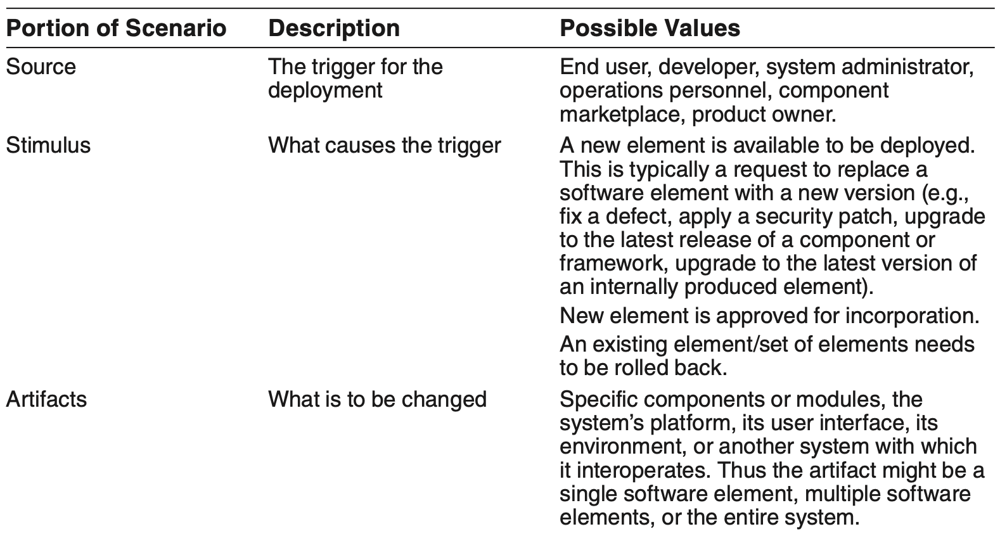 Portion of Scenario Description Possible Values
Source The trigger for the End user, developer, system administrator,
deployment operations personnel, component
marketplace, product owner.
Stimulus What causes the trigger A new element is available to be deployed.
This is typically a request to replace a
software element with a new version (e.g.,
fix a defect, apply a security patch, upgrade
to the latest release of a component or
framework, upgrade to the latest version of
an internally produced element).
New element is approved for incorporation.
An existing element/set of elements needs
to be rolled back.
Artifacts What is to be changed Specific components or modules, the
system’s platform, its user interface, its
environment, or another system with which
it interoperates. Thus the artifact might be a
single software element, multiple software
elements, or the entire system.